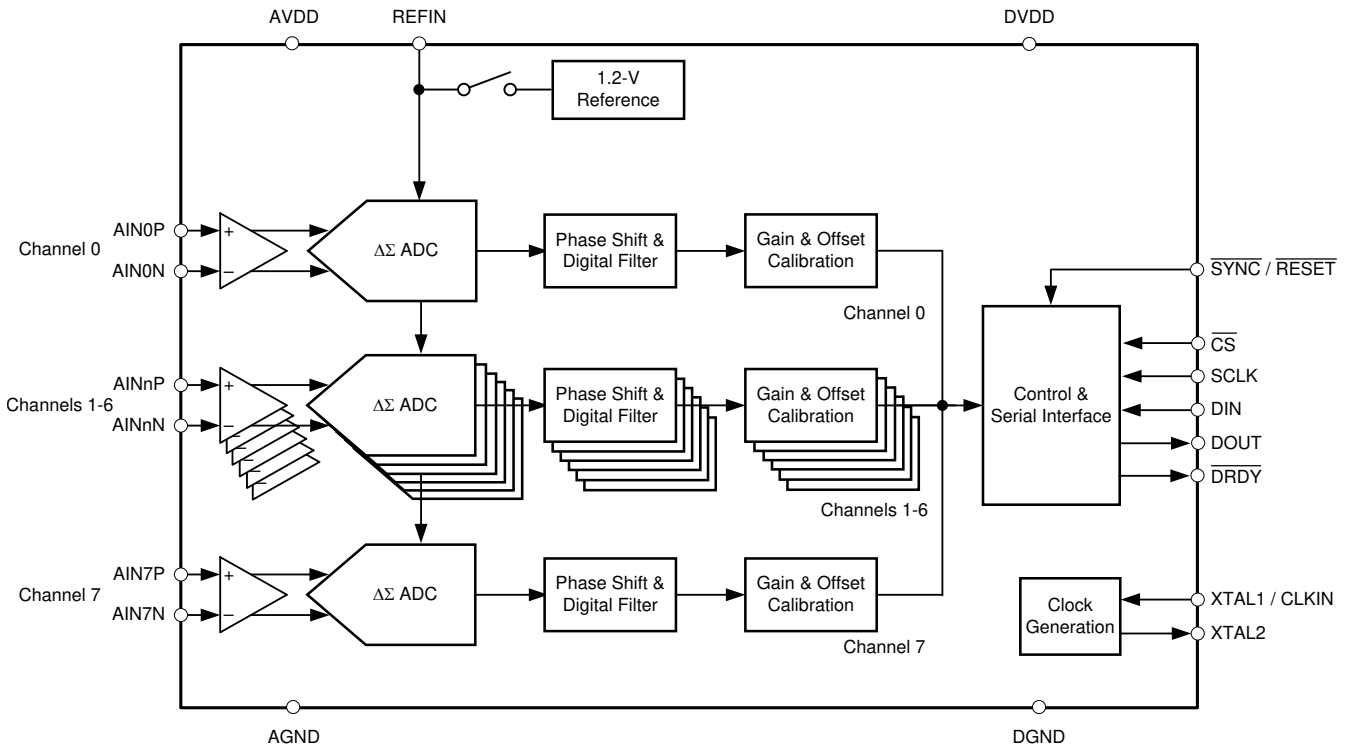 AVDD
REFIN
DVDD
1.2-V
Reference
Channel 0
AIN0P
AIN0N
+
−
ΔΣ ADC
Phase Shift &
Digital Filter
Gain & Offset
Calibration
Channel 0
SYNC / RESET
Channels 1-6
AINnP
AINnN
+
−
−
−
−
−
−
ΔΣ ADC
Phase Shift &
Digital Filter
Gain & Offset
Calibration
Channels 1-6
Control &
Serial Interface
CS
SCLK
DIN
DOUT
DRDY
Channel 7
AIN7P
AIN7N
+
−
ΔΣ ADC
Phase Shift &
Digital Filter
Gain & Offset
Calibration
Channel 7
Clock
Generation
XTAL1 / CLKIN
XTAL2
AGND
DGND